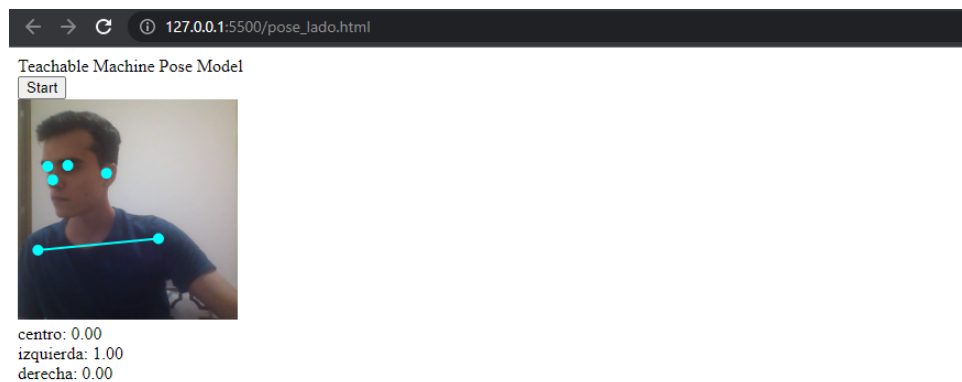 127.0.0.1:5500/pose_lado.html
Teachable Machine Pose Model
Start
centro: 0.00
izquierda: 1.00
derecha: 0.00